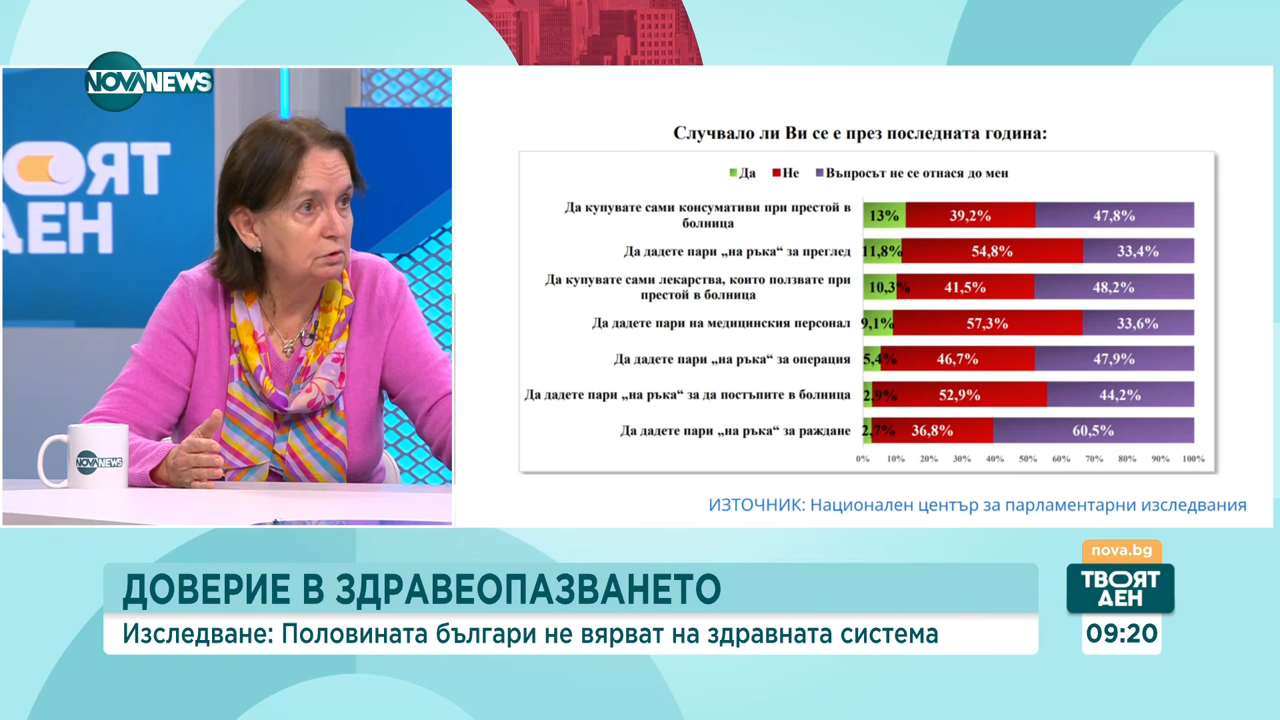 NOVANEWS
ОЯТ
ДЕН
NOVANEWS
Случвало ли Ви се е през последната година:
Да Не Въпросът не се отнася до мен
Да купувате сами консумативи при престой в
болница
13% 39,2% 47,8%
Да дадете пари „на ръка“ за преглед 11,8% 54,8% 33,4%
Да купувате сами лекарства, които ползвате при
престой в болница
10,3% 41,5% 48,2%
Да дадете пари на медицинския персонал 9,1% 57,3% 33,6%
Да дадете пари „на ръка“ за операция 5,4% 46,7% 47,9%
Да дадете пари „на ръка“ за да постъпите в болница 2,9% 52,9% 44,2%
Да дадете пари „на ръка“ за раждане 2,7% 36,8% 60,5%
0% 10% 20% 30% 40% 50% 60% 70% 80% 90% 100%
ИЗТОЧНИК: Национален център за парламентарни изследвания
ДОВЕРИЕ В ЗДРАВЕОПАЗВАНЕТО
Изследване: Половината българи не вярват на здравната система
nova.bg
ТВОЯТ
ДЕН
09:20